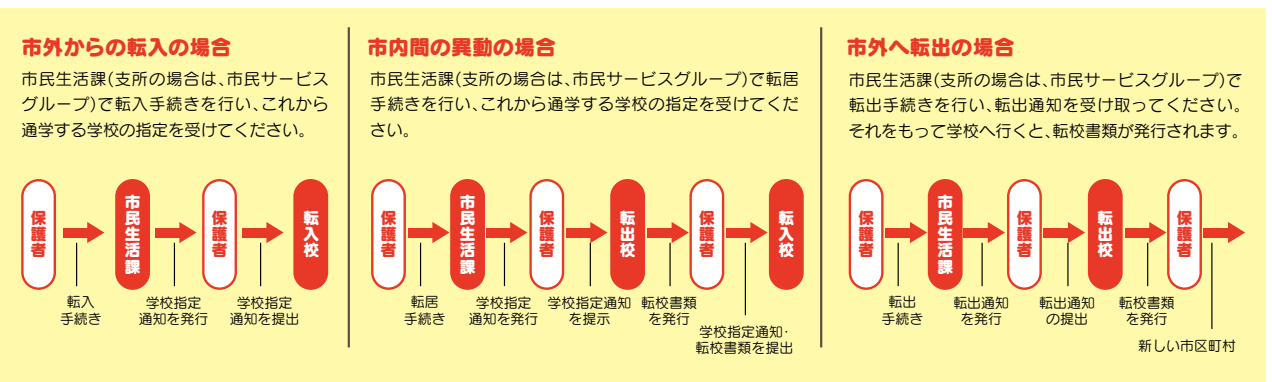 市外からの転入の場合
市民生活課(支所の場合は、市民サービス
グループ)で転入手続きを行い、これから
通学する学校の指定を受けてください。
保護者
転入
手続き
市民生活課
学校指定
通知を発行
保護者
学校指定
通知を提出
転入校
市内間の異動の場合
市民生活課(支所の場合は、市民サービスグループ)で転居
手続きを行い、これから通学する学校の指定を受けてくだ
さい。
保護者
転居
手続き
市民生活課
学校指定
通知を発行
保護者
学校指定通知
を提示
転出校
転校書類
を発行
保護者
学校指定通知・
転校書類を提出
転入校
市外へ転出の場合
市民生活課(支所の場合は、市民サービスグループ)で
転出手続きを行い、転出通知を受け取ってください。
それをもって学校へ行くと、転校書類が発行されます。
保護者
転出
手続き
市民生活課
転出通知
を発行
保護者
転出通知
の提出
転出校
転校書類
を発行
保護者
新しい市区町村